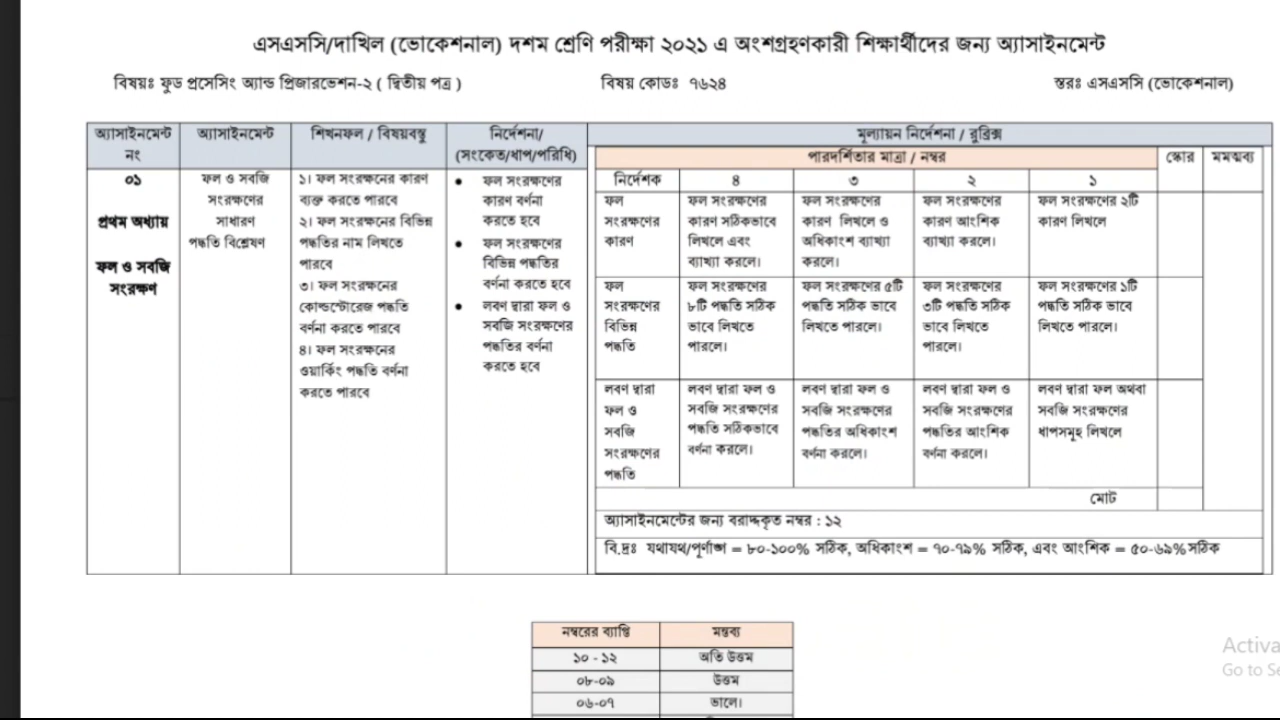 এসএসসি/দাখিল (ভোকেশনাল) দশম শ্রেণি পরীক্ষা ২০২১ এ অংশগ্রহণকারী শিক্ষার্থীদের জন্য অ্যাসাইনমেন্ট
বিষয়ঃ ফুড প্রসেসিং অ্যান্ড প্রিজারভেশন-২ ( দ্বিতীয় পত্র )
বিষয় কোডঃ ৭৬২৪
স্তরঃ এসএসসি (ভোকেশনাল)
অ্যাসাইনমেন্ট
নং
অ্যাসাইনমেন্ট
শিখনফল / বিষয়বস্তু
নির্দেশনা/
(সংকেত/ধাপ/পরিধি)
মূল্যায়ন নির্দেশনা / রুব্রিক্স
পারদর্শিতার মাত্রা / নম্বর
স্কোর
মমন্তব্য
০১
প্রথম অধ্যায়
ফল ও সবজি
সংরক্ষণ
ফল ও সবজি
সংরক্ষণের
সাধারণ
পদ্ধতি বিশ্লেষণ
১। ফল সংরক্ষনের কারণ
ব্যক্ত করতে পারবে
২। ফল সংরক্ষনের বিভিন্ন
পদ্ধতির নাম লিখতে
পারবে
৩। ফল সংরক্ষনের
কোল্ডস্টোরেজ পদ্ধতি
বর্ণনা করতে পারবে
৪। ফল সংরক্ষনের
ওয়ার্কিং পদ্ধতি বর্ণনা
করতে পারবে
• ফল সংরক্ষণের
কারণ বর্ণনা
করতে হবে
• ফল সংরক্ষণের
বিভিন্ন পদ্ধতির
বর্ণনা করতে হবে
• লবণ দ্বারা ফল ও
সবজি সংরক্ষণের
পদ্ধতির বর্ণনা
করতে হবে
নির্দেশক
৪
৩
২
১
ফল
সংরক্ষণের
কারণ
ফল সংরক্ষণের
কারণ সঠিকভাবে
লিখলে এবং
ব্যাখ্যা করলে।
ফল সংরক্ষণের
কারণ লিখলে ও
অধিকাংশ ব্যাখ্যা
করলে।
ফল সংরক্ষণের
কারণ আংশিক
ব্যাখ্যা করলে।
ফল সংরক্ষণের ২টি
কারণ লিখলে
ফল
সংরক্ষণের
বিভিন্ন
পদ্ধতি
ফল সংরক্ষণের
৮টি পদ্ধতি সঠিক
ভাবে লিখতে
পারলে।
ফল সংরক্ষণের ৫টি
পদ্ধতি সঠিক ভাবে
লিখতে পারলে।
ফল সংরক্ষণের
৩টি পদ্ধতি সঠিক
ভাবে লিখতে
পারলে।
ফল সংরক্ষণের ১টি
পদ্ধতি সঠিক ভাবে
লিখতে পারলে।
লবণ দ্বারা
ফল ও
সবজি
সংরক্ষণের
পদ্ধতি
লবণ দ্বারা ফল ও
সবজি সংরক্ষণের
পদ্ধতি সঠিকভাবে
বর্ণনা করলে।
লবণ দ্বারা ফল ও
সবজি সংরক্ষণের
পদ্ধতির অধিকাংশ
বর্ণনা করলে।
লবণ দ্বারা ফল ও
সবজি সংরক্ষণের
পদ্ধতির আংশিক
বর্ণনা করলে।
লবণ দ্বারা ফল অথবা
সবজি সংরক্ষণের
ধাপসমূহ লিখলে
মোট
অ্যাসাইনমেন্টের জন্য বরাদ্দকৃত নম্বর : ১২
বি.দ্রঃ যথাযথ/পূর্ণাঙ্গ = ৮০-১০০% সঠিক, অধিকাংশ = ৭০-৭৯% সঠিক, এবং আংশিক = ৫০-৬৯% সঠিক
নম্বরের ব্যাপ্তি
মন্তব্য
১০ - ১২
অতি উত্তম
০৮-০৯
উত্তম
০৬-০৭
ভালো
Activa
Go to Se